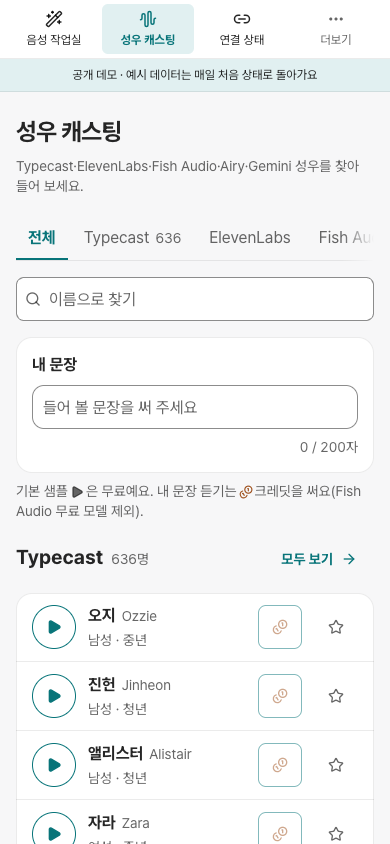 음성 작업실
성우 캐스팅
연결 상태
더보기
공개 데모 · 예시 데이터는 매일 처음 상태로 돌아가요
성우 캐스팅
Typecast·ElevenLabs·Fish Audio·Airy·Gemini 성우를 찾아
들어 보세요.
전체 Typecast 636 ElevenLabs Fish Au
이름으로 찾기
내 문장
들어 볼 문장을 써 주세요
0 / 200자
기본 샘플 은 무료예요. 내 문장 듣기는 크레딧을 써요(Fish
Audio 무료 모델 제외).
Typecast 636명 모두 보기
오지 Ozzie
남성 · 중년
진헌 Jinheon
남성 · 청년
앨리스터 Alistair
남성 · 청년
자라 Zara